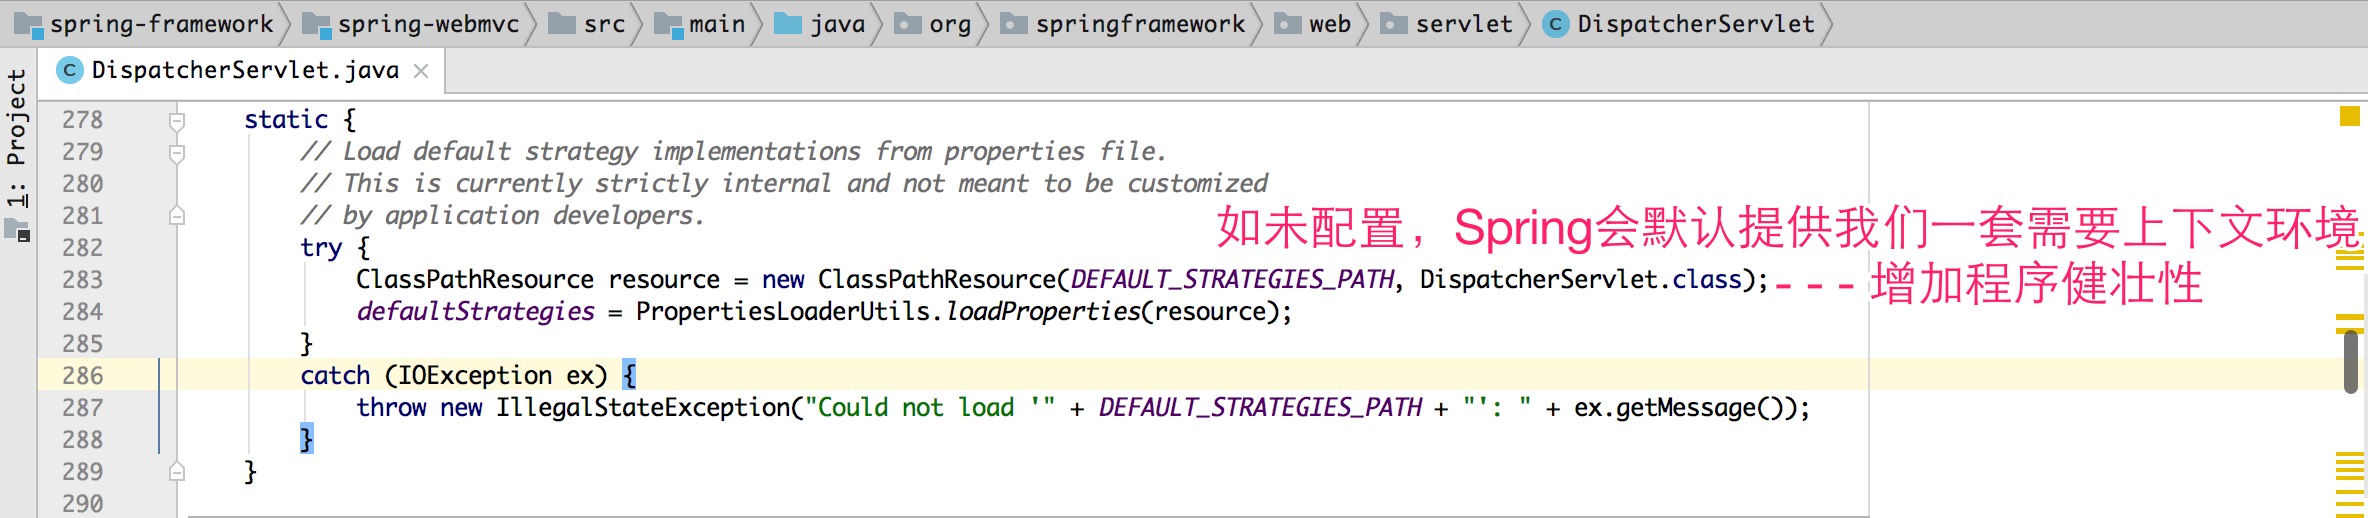 spring-framework spring-webmvc src main java org springframework web servlet DispatcherServlet
DispatcherServlet.java
1: Project
278 static {
279 // Load default strategy implementations from properties file.
280 // This is currently strictly internal and not meant to be customized
281 // by application developers.
如未配置，Spring会默认提供我们一套需要上下文环境
282 try {
283 ClassPathResource resource = new ClassPathResource(DEFAULT_STRATEGIES_PATH, DispatcherServlet.class);
--- 增加程序健壮性
284 defaultStrategies = PropertiesLoaderUtils.loadProperties(resource);
285 }
286 catch (IOException ex) {
287 throw new IllegalStateException("Could not load '" + DEFAULT_STRATEGIES_PATH + "': " + ex.getMessage());
288 }
289 }
290